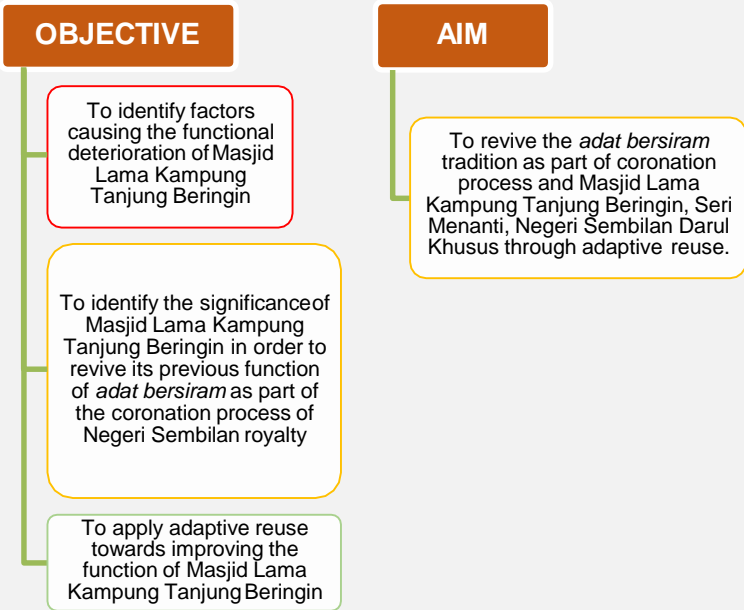 OBJECTIVE
To identify factors
causing the functional
deterioration of Masjid
Lama Kampung
Tanjung Beringin
To identify the significanceof
Masjid Lama Kampung
Tanjung Beringin in order to
revive its previous function
of adat bersiram as part of
the coronation process of
Negeri Sembilan royalty
To apply adaptive reuse
towards improving the
function of Masjid Lama
Kampung Tanjung Beringin
AIM
To revive the adat bersiram
tradition as part of coronation
process and Masjid Lama
Kampung Tanjung Beringin, Seri
Menanti, Negeri Sembilan Darul
Khusus through adaptive reuse.